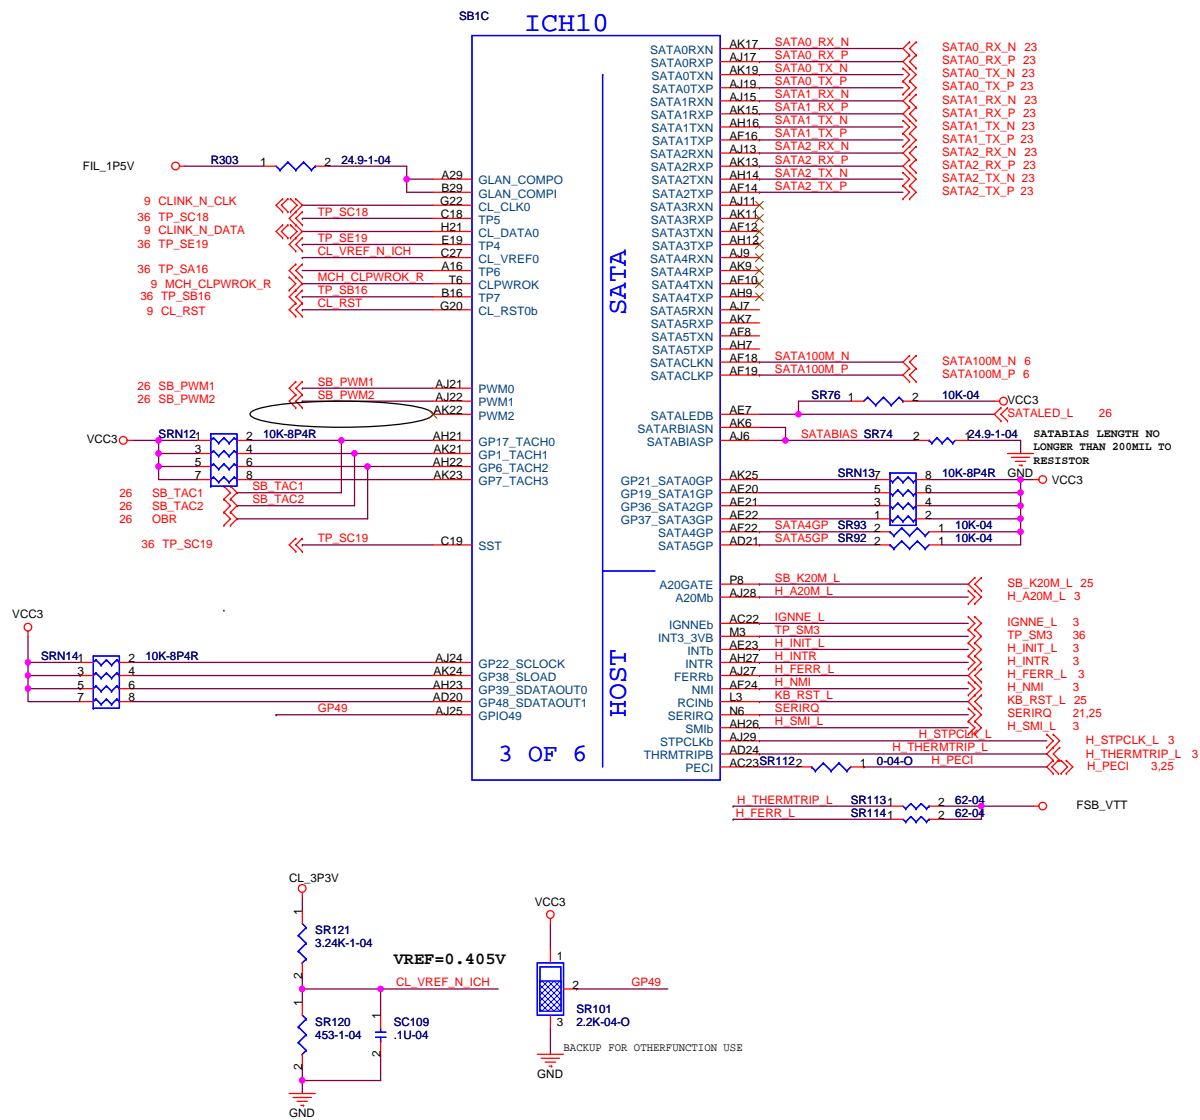 SB1C
ICH10
FIL_1P5V
R303 1 2 24.9-1-04
A29 GLAN_COMPO
B29 GLAN_COMPI
9 CLINK_N_CLK G22 CL_CLK0
36 TP_SC18 TP_SC18 C18 TP5
9 CLINK_N_DATA H21 CL_DATA0
36 TP_SE19 TP_SE19 E19 TP4
CL_VREF_N_ICH C27 CL_VREF0
36 TP_SA16 A16 TP6
9 MCH_CLPWROK_R MCH_CLPWROK_R T6 CLPWROK
36 TP_SB16 TP_SB16 B16 TP7
9 CL_RST CL_RST G20 CL_RST0b
26 SB_PWM1 SB_PWM1 AJ21 PWM0
26 SB_PWM2 SB_PWM2 AJ22 PWM1
AK22 PWM2
VCC3 SRN12 1 2 10K-8P4R AH21 GP17_TACH0
3 4 AK21 GP1_TACH1
5 6 AH22 GP6_TACH2
7 8 AK23 GP7_TACH3
26 SB_TAC1 SB_TAC1
26 SB_TAC2 SB_TAC2
26 OBR
36 TP_SC19 TP_SC19 C19 SST
VCC3
SRN14 1 2 10K-8P4R AJ24 GP22_SCLOCK
3 4 AK24 GP38_SLOAD
5 6 AH23 GP39_SDATAOUT0
7 8 AD20 GP48_SDATAOUT1
GP49 AJ25 GPIO49
SATA
HOST
3 OF 6
SATA0RXN AK17 SATA0_RX_N SATA0_RX_N 23
SATA0RXP AJ17 SATA0_RX_P SATA0_RX_P 23
SATA0TXN AK19 SATA0_TX_N SATA0_TX_N 23
SATA0TXP AJ19 SATA0_TX_P SATA0_TX_P 23
SATA1RXN AJ15 SATA1_RX_N SATA1_RX_N 23
SATA1RXP AK15 SATA1_RX_P SATA1_RX_P 23
SATA1TXN AH16 SATA1_TX_N SATA1_TX_N 23
SATA1TXP AF16 SATA1_TX_P SATA1_TX_P 23
SATA2RXN AJ13 SATA2_RX_N SATA2_RX_N 23
SATA2RXP AK13 SATA2_RX_P SATA2_RX_P 23
SATA2TXN AH14 SATA2_TX_N SATA2_TX_N 23
SATA2TXP AF14 SATA2_TX_P SATA2_TX_P 23
SATA3RXN AJ11
SATA3RXP AK11
SATA3TXN AF12
SATA3TXP AH12
SATA4RXN AJ9
SATA4RXP AK9
SATA4TXN AF10
SATA4TXP AH9
SATA5RXN AJ7
SATA5RXP AK7
SATA5TXN AF8
SATA5TXP AH7
SATACLKN AF18 SATA100M_N SATA100M_N 6
SATACLKP AF19 SATA100M_P SATA100M_P 6
SR76 1 2 10K-04 VCC3
SATALEDB AE7 SATALED_L 26
SATARBIASN AK6
SATABIASP AJ6 SATABIAS SR74 2 24.9-1-04
SATABIAS LENGTH NO
LONGER THAN 200MIL TO
RESISTOR
GND
GP21_SATA0GP AK25 SRN13 7 8 10K-8P4R VCC3
GP19_SATA1GP AE20 5 6
GP36_SATA2GP AE21 3 4
GP37_SATA3GP AE22 1 2
SATA4GP AF22 SATA4GP SR93 2 1 10K-04
SATA5GP AD21 SATA5GP SR92 2 1 10K-04
A20GATE P8 SB_K20M_L SB_K20M_L 25
A20Mb AJ28 H_A20M_L H_A20M_L 3
IGNNEb AC22 IGNNE_L IGNNE_L 3
INT3_3VB M3 TP_SM3 TP_SM3 36
INTb AE23 H_INIT_L H_INIT_L 3
INTR AH27 H_INTR H_INTR 3
FERRb AJ27 H_FERR_L H_FERR_L 3
NMI AF24 H_NMI H_NMI 3
RCINb L3 KB_RST_L KB_RST_L 25
SERIRQ N6 SERIRQ SERIRQ 21,25
SMIb AH26 H_SMI_L H_SMI_L 3
STPCLKb AJ29 H_STPCLK_L H_STPCLK_L 3
THRMTRIPB AD24 H_THERMTRIP_L H_THERMTRIP_L 3
PECI AC23 SR112 2 1 0-04-O H_PECI H_PECI 3,25
H_THERMTRIP_L SR113 1 2 62-04 FSB_VTT
H_FERR_L SR114 1 2 62-04
CL_3P3V
1
SR121
3.24K-1-04
2
VREF=0.405V
CL_VREF_N_ICH
1 1
SR120
453-1-04
SC109
.1U-04
2 2
GND
VCC3
1
2 GP49
SR101
3 2.2K-04-O
BACKUP FOR OTHERFUNCTION USE
GND